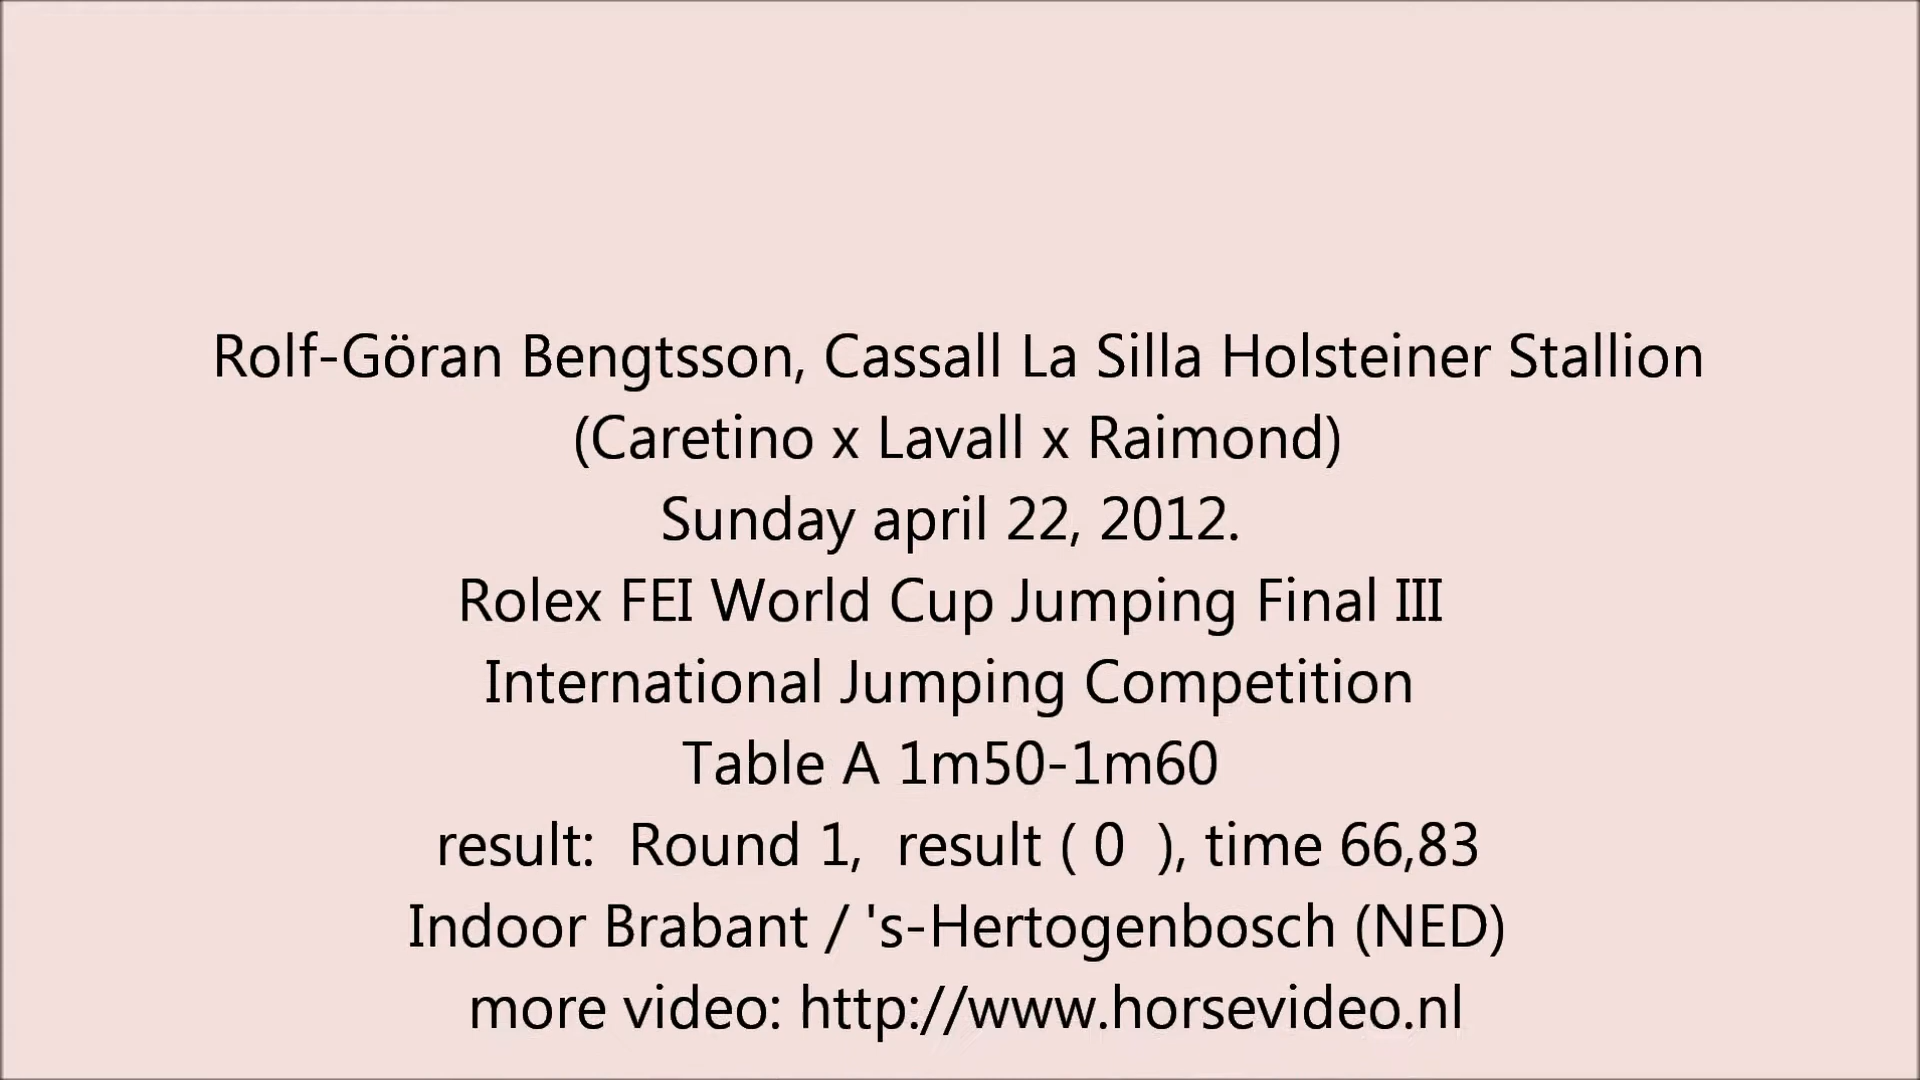 Rolf-Göran Bengtsson, Cassall La Silla Holsteiner Stallion
(Caretino x Lavall x Raimond)
Sunday april 22, 2012.
Rolex FEI World Cup Jumping Final III
International Jumping Competition
Table A 1m50-1m60
result:  Round 1,  result ( 0  ), time 66,83
Indoor Brabant / 's-Hertogenbosch (NED)
more video: http://www.horsevideo.nl